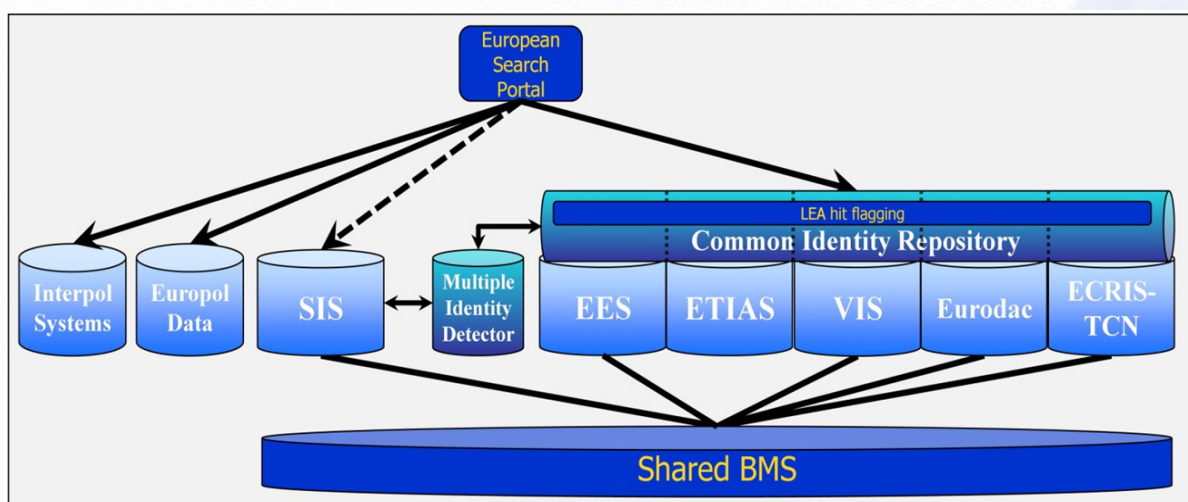 European
Search
Portal
LEA hit flagging
Common Identity Repository
Interpol
Systems
Europol
Data
SIS
Multiple
Identity
Detector
EES
ETIAS
VIS
Eurodac
ECRIS-
TCN
Shared BMS